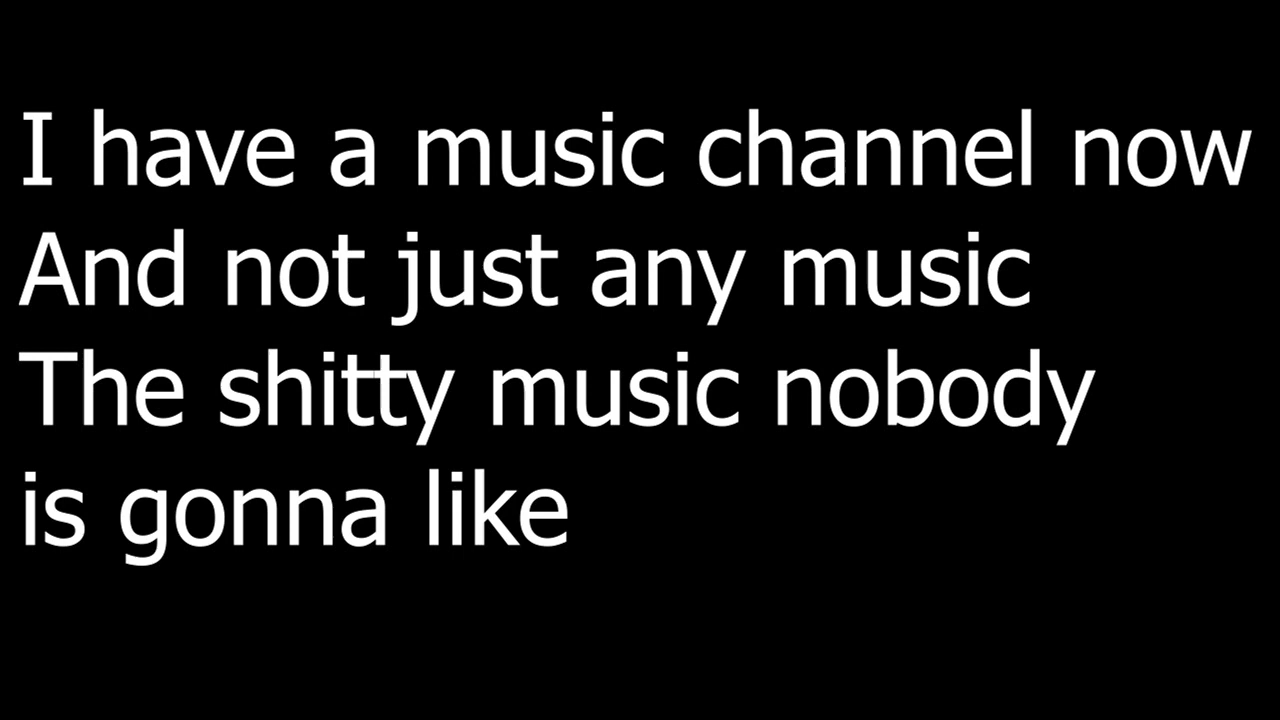 I have a music channel now
And not just any music
The shitty music nobody
is gonna like